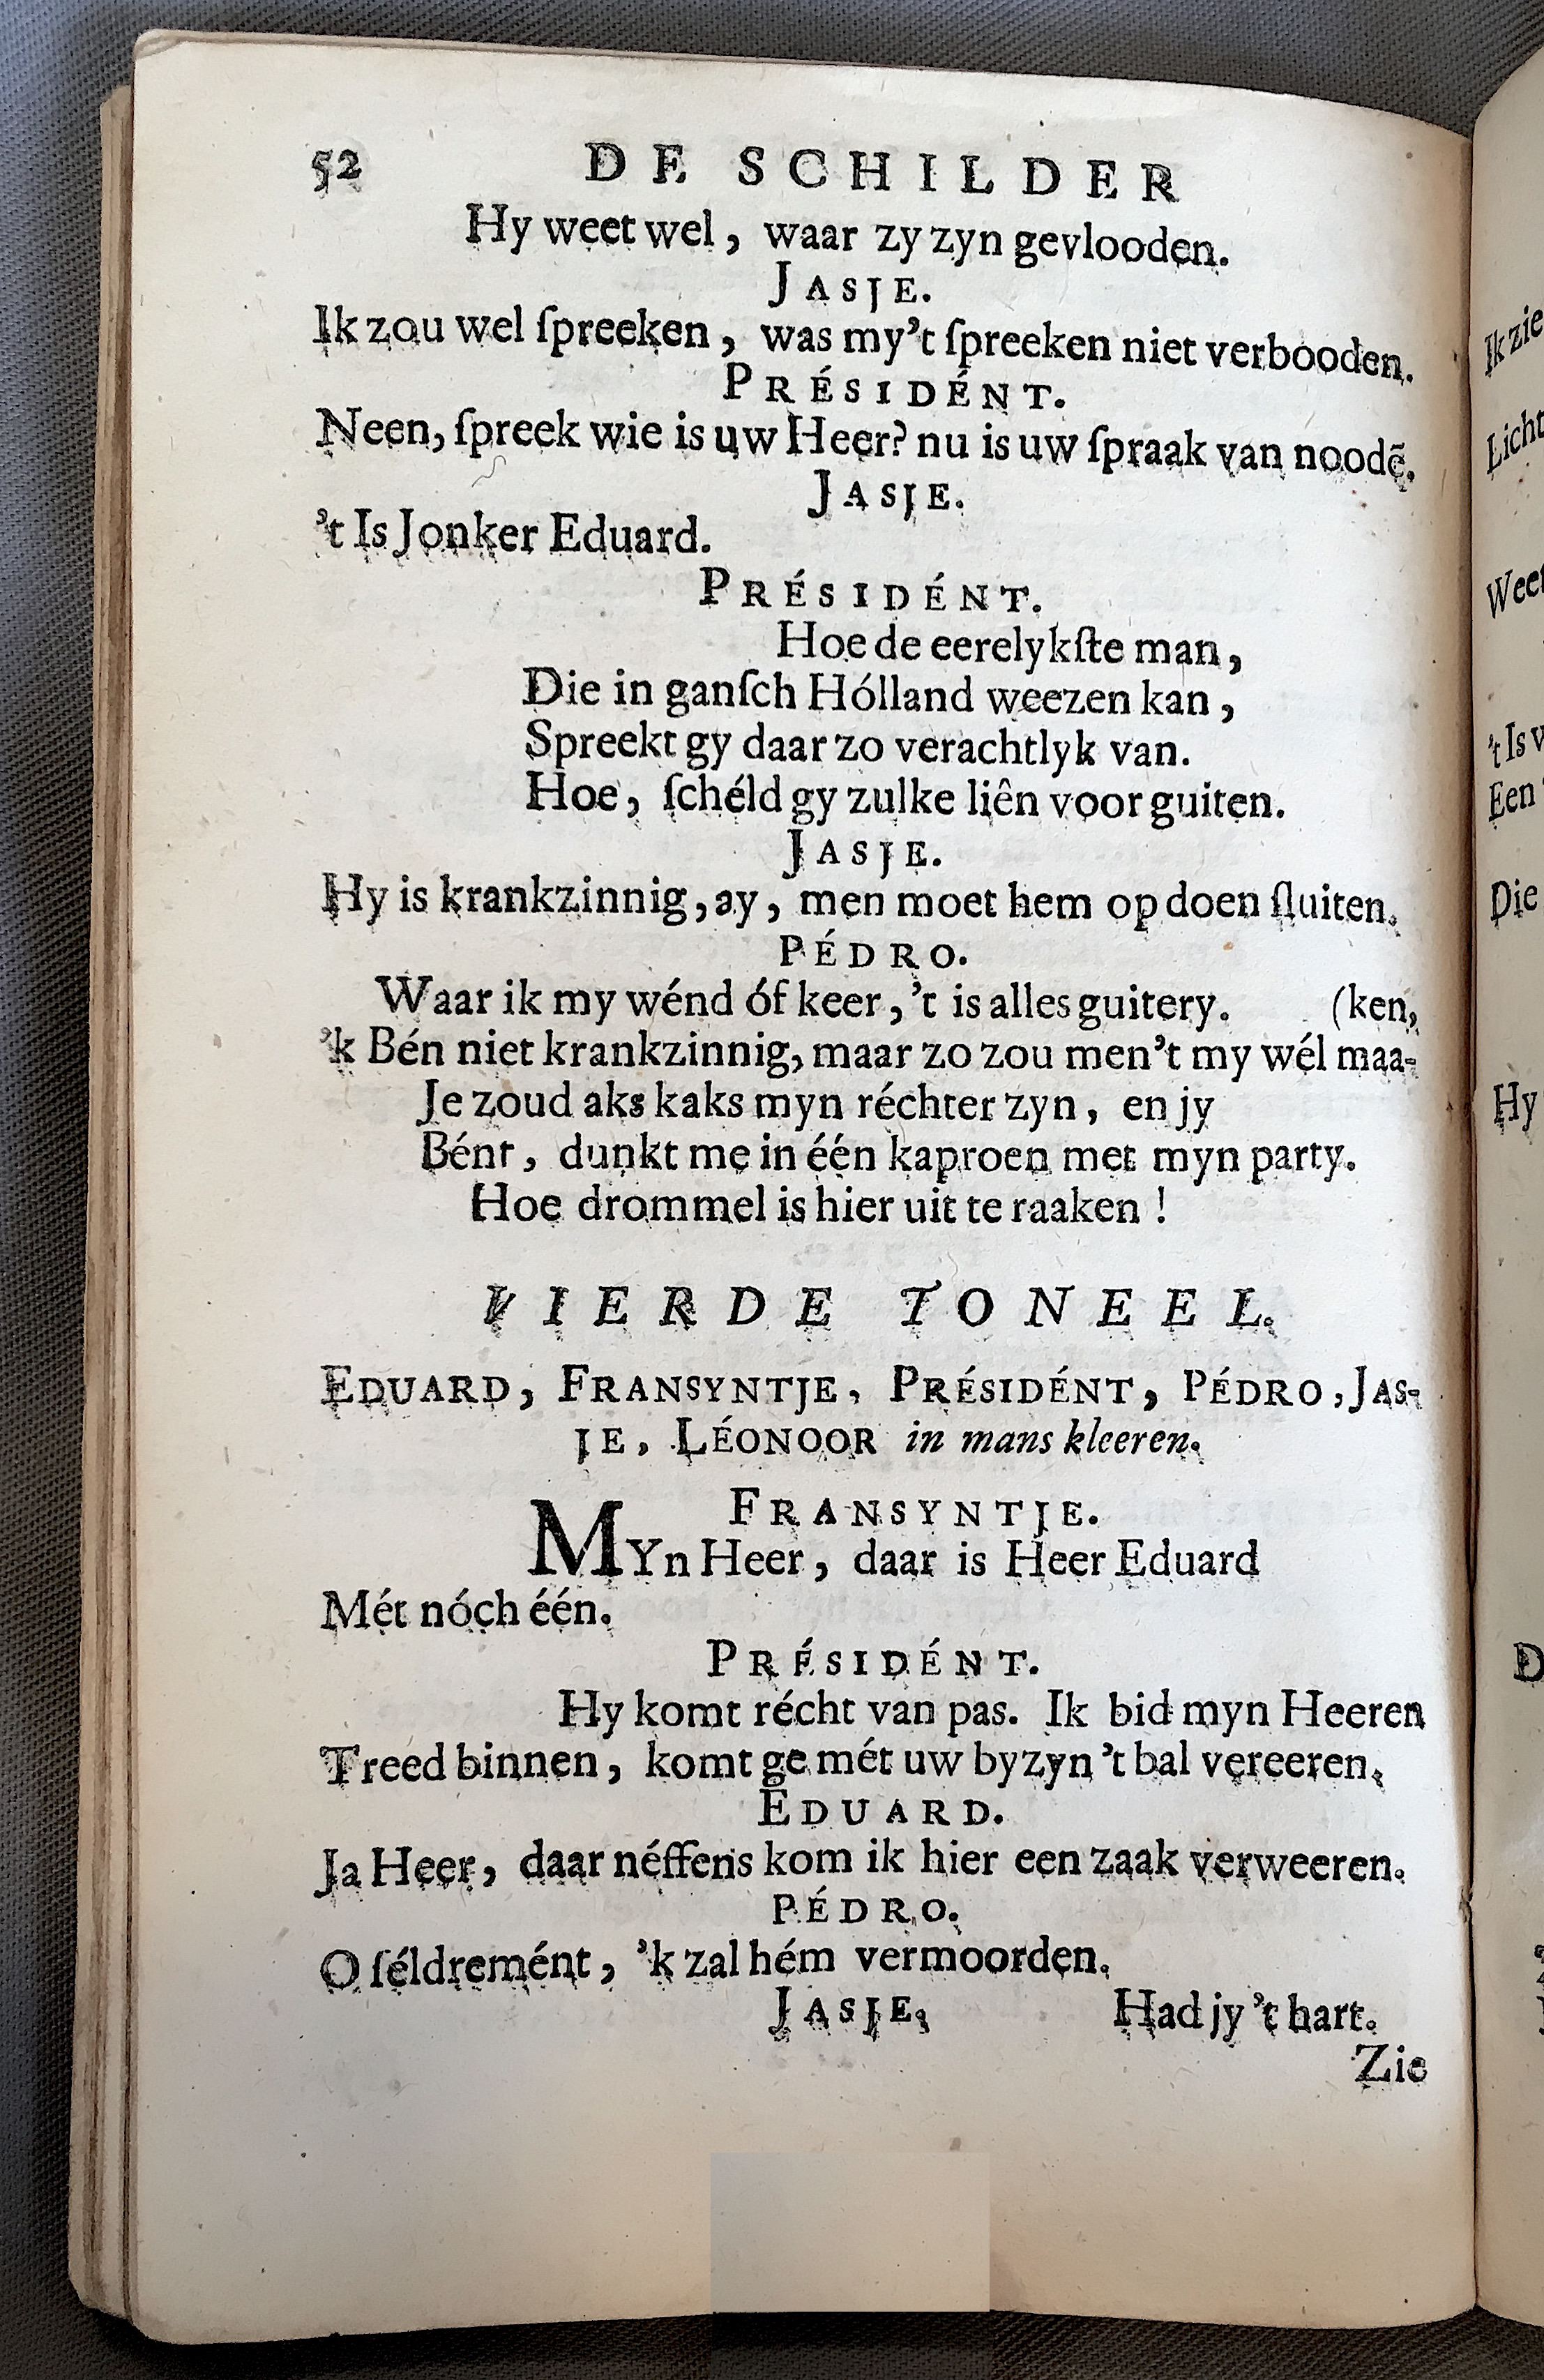 52 DE SCHILDER
Hy weet wel, waar zy zyn gevlooden.
JASJE.
Ik zou wel ſpreeken, was my't ſpreeken niet verbooden.
PRÉSIDÉNT.
Neen, ſpreek wie is uw Heer? nu is uw ſpraak van noodē.
JASJE.
't Is Jonker Eduard.
PRÉSIDÉNT.
Hoe de eerelykſte man,
Die in ganſch Hólland weezen kan,
Spreekt gy daar zo verachtlyk van.
Hoe, ſchéld gy zulke liên voor guiten.
JASJE.
Hy is krankzinnig, ay, men moet hem op doen ſluiten.
PÉDRO.
Waar ik my wénd óf keer, 't is alles guitery. (ken,
'k Bén niet krankzinnig, maar zo zou men't my wél maa-
Je zoud aks kaks myn réchter zyn, en jy
Bént, dunkt me in één kaproen met myn party.
Hoe drommel is hier uit te raaken!
VIERDE TONEEL.
EDUARD, FRANSYNTJE, PRÉSIDÉNT, PÉDRO, JAS-
JE, LÉONOOR in mans kleeren.
FRANSYNTJE.
MYn Heer, daar is Heer Eduard
Mét nóch één.
PRÉSIDÉNT.
Hy komt récht van pas. Ik bid myn Heeren
Treed binnen, komt ge mét uw byzyn 't bal vereeren.
EDUARD.
Ja Heer, daar néffens kom ik hier een zaak verweeren.
PÉDRO.
O ſéldremént, 'k zal hém vermoorden.
JASJE. Had jy 't hart.
Zie
Ik zie
Licht
Weet
't Is v
Een
Die
Hy
D